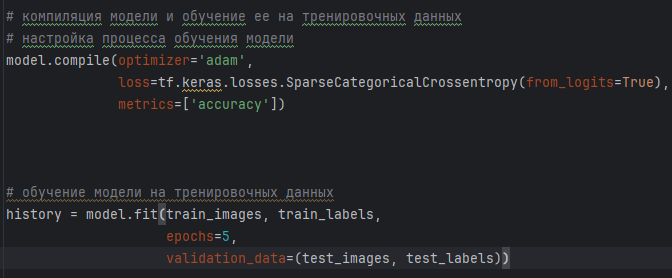 # компиляция модели и обучение ее на тренировочных данных
# настройка процесса обучения модели
model.compile(optimizer='adam',
              loss=tf.keras.losses.SparseCategoricalCrossentropy(from_logits=True),
              metrics=['accuracy'])
# обучение модели на тренировочных данных
history = model.fit(train_images, train_labels,
                    epochs=5,
                    validation_data=(test_images, test_labels))